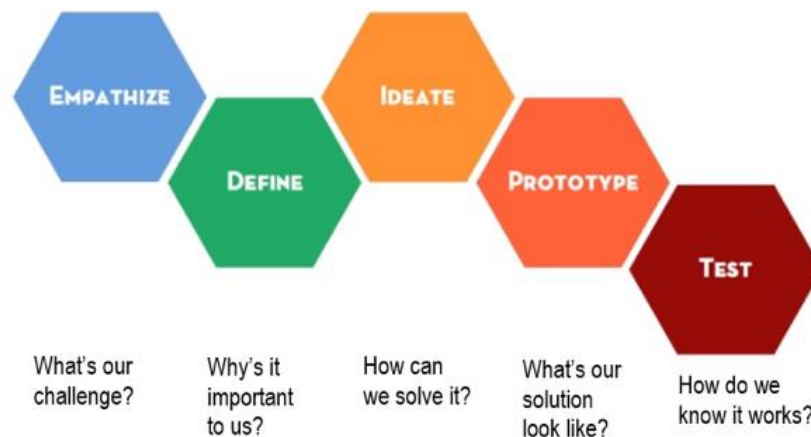 EMPATHIZE
DEFINE
IDEATE
PROTOTYPE
TEST
What's our
challenge?
Why's it
important
to us?
How can
we solve it?
What's our
solution
look like?
How do we
know it works?